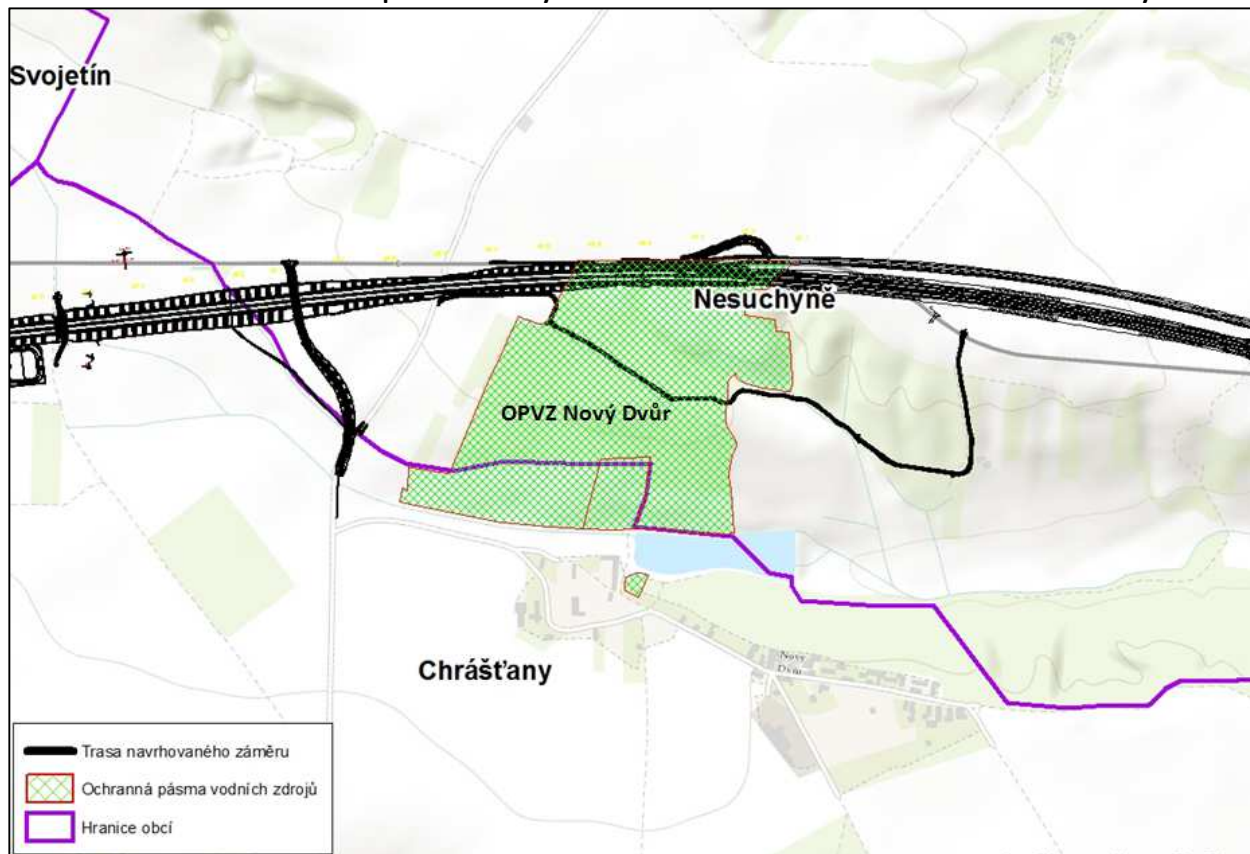 Svojetín
Nesuchyně
OPVZ Nový Dvůr
Chrášťany
Nový
Dvůr
Trasa navrhovaného záměru
Ochranná pásma vodních zdrojů
Hranice obcí